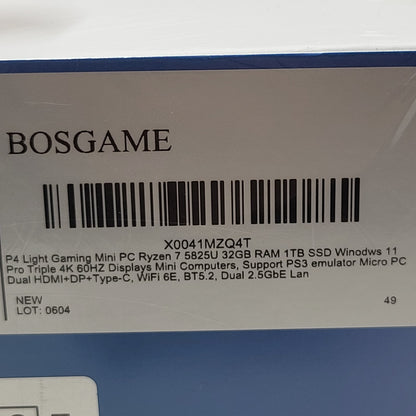 BOSGAME
X0041MZQ4T
P4 Light Gaming Mini PC Ryzen 7 5825U 32GB RAM 1TB SSD Winodws 11
Pro Triple 4K 60HZ Displays Mini Computers, Support PS3 emulator Micro PC
Dual HDMI+DP+Type-C, WiFi 6E, BT5.2, Dual 2.5GbE Lan
NEW
LOT: 0604 49